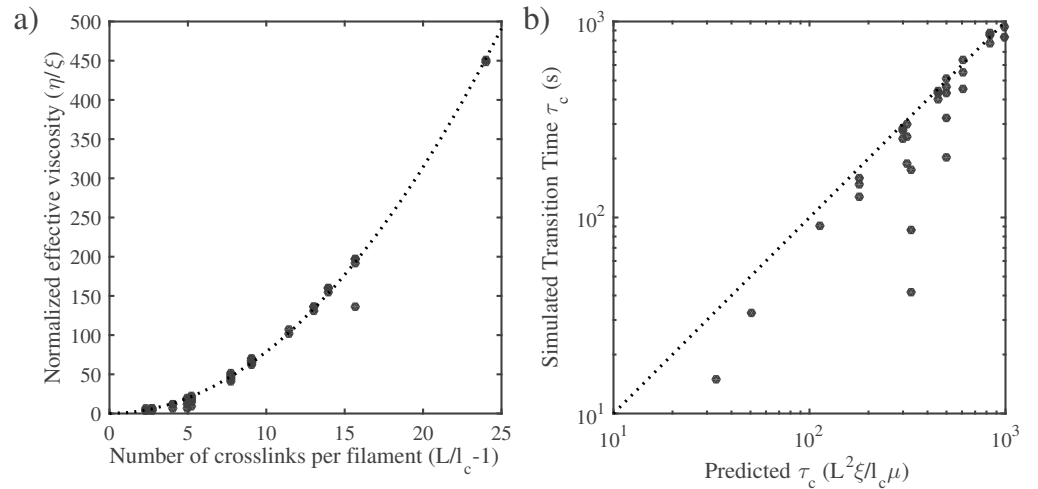 a)
Normalized effective viscosity (η/ξ)
500
450
400
350
300
250
200
150
100
50
0
0 5 10 15 20 25
Number of crosslinks per filament (L/l_c-1)
b)
Simulated Transition Time τ_c (s)
10^3
10^2
10^1
10^1 10^2 10^3
Predicted τ_c (L^2ξ/l_cμ)